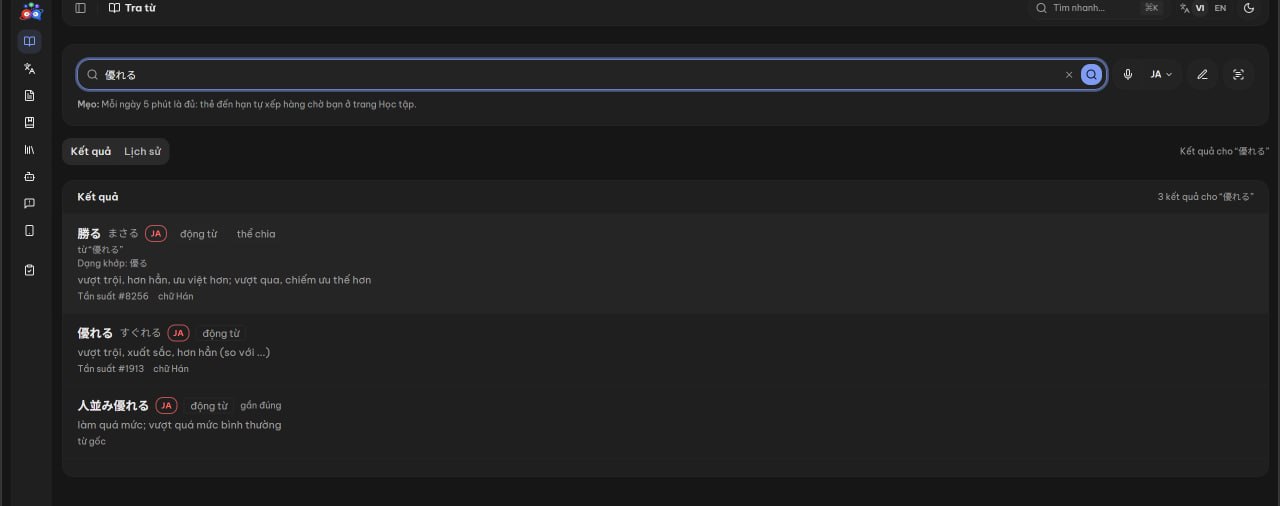 Tra từ
Tìm nhanh... ⌘K VI EN
優れる
JA
Mẹo: Mỗi ngày 5 phút là đủ: thẻ đến hạn tự xếp hàng chờ bạn ở trang Học tập.
Kết quả Lịch sử
Kết quả cho “優れる”
Kết quả
3 kết quả cho “優れる”
勝る まさる JA động từ thể chia
từ “優れる”
Dạng khớp: 優る
vượt trội, hơn hẳn, ưu việt hơn; vượt qua, chiếm ưu thế hơn
Tần suất #8256 chữ Hán
優れる すぐれる JA động từ
vượt trội, xuất sắc, hơn hẳn (so với ...)
Tần suất #1913 chữ Hán
人並み優れる JA động từ gần đúng
làm quá mức; vượt quá mức bình thường
từ gốc